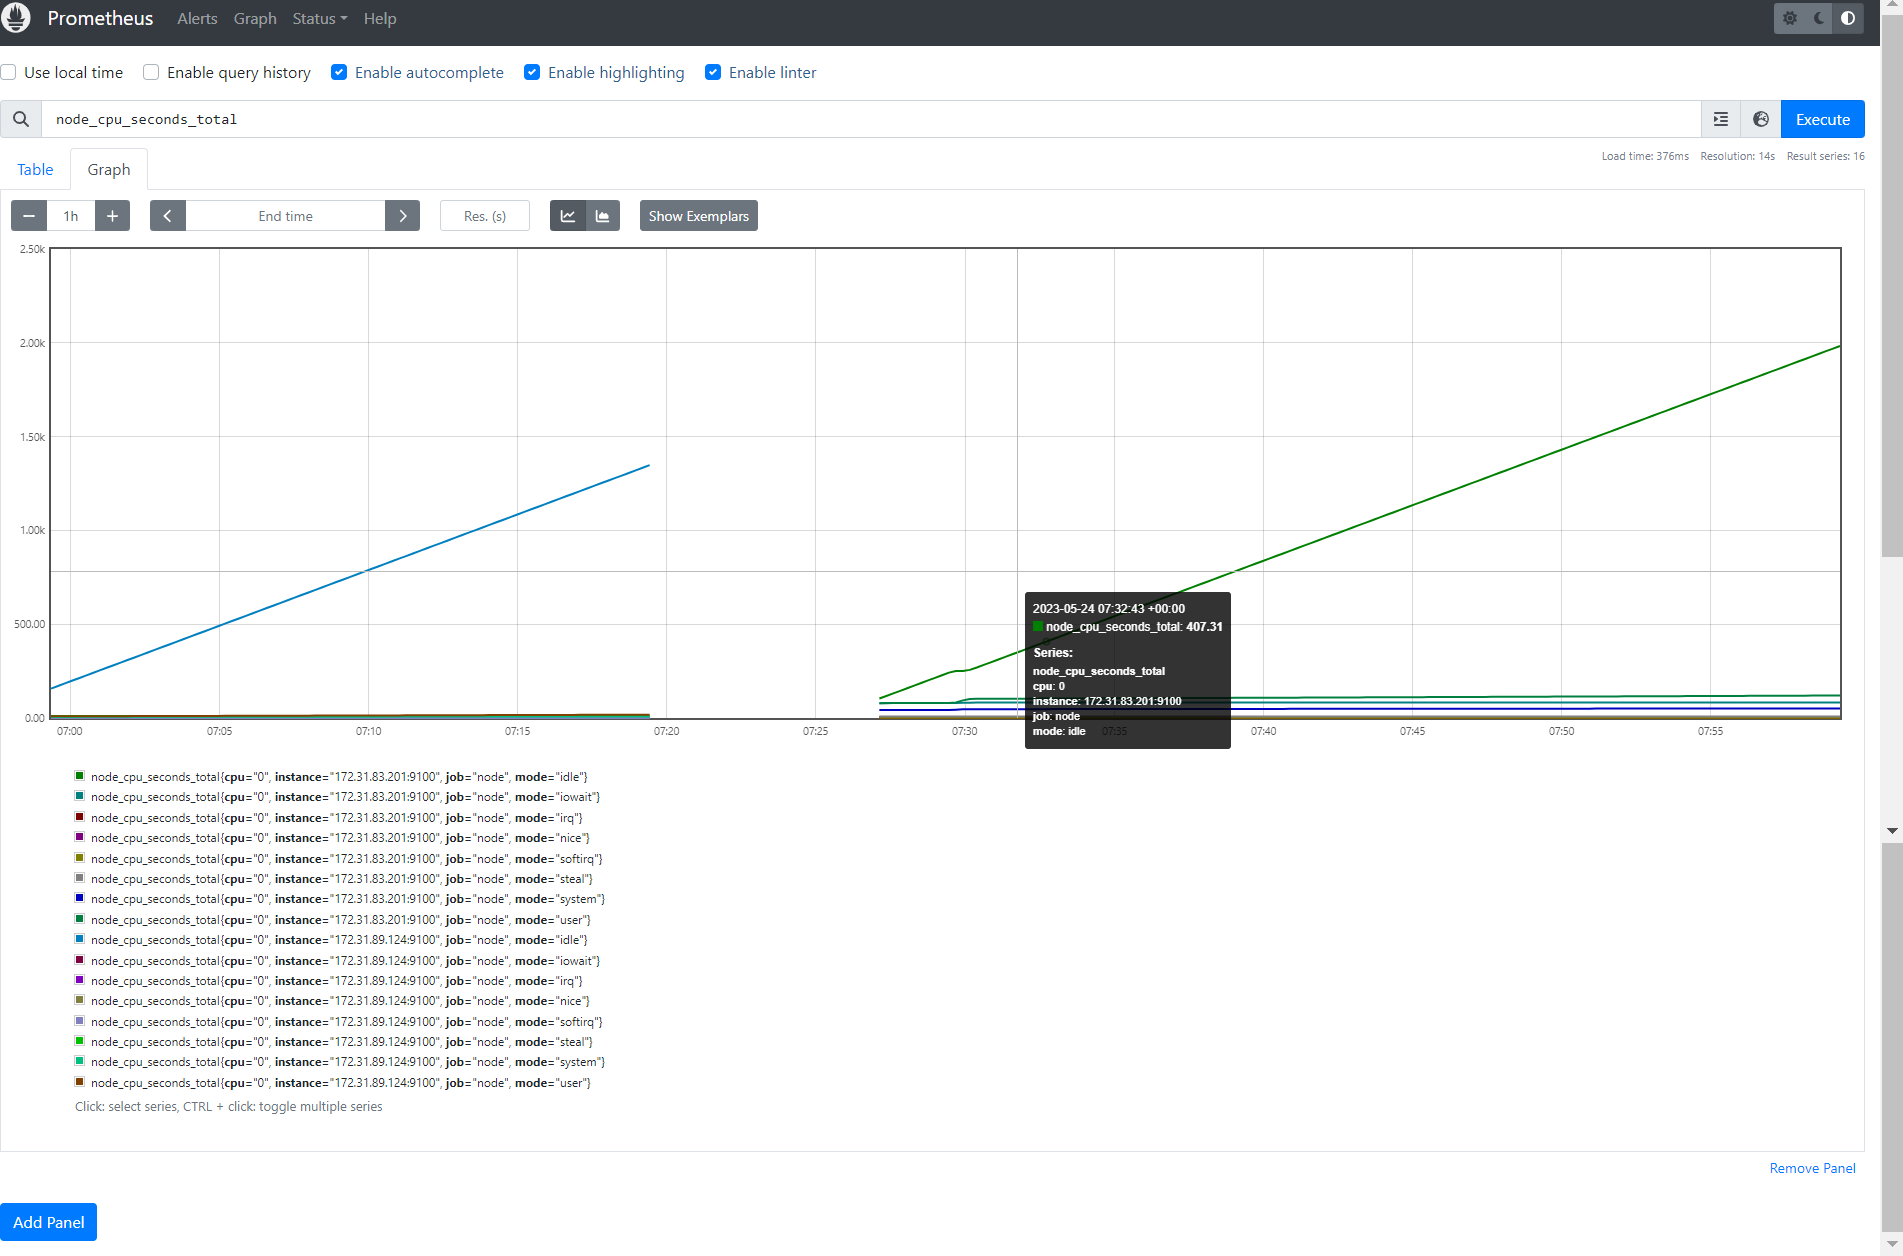 Prometheus Alerts Graph Status Help
Use local time Enable query history Enable autocomplete Enable highlighting Enable linter
node_cpu_seconds_total Execute
Table Graph Load time: 376ms Resolution: 14s Result series: 16
1h End time Res. (s) Show Exemplars
2.50k
2.00k
1.50k
1.00k
500.00
0.00
2023-05-24 07:32:43 +00:00
node_cpu_seconds_total: 407.31
Series:
node_cpu_seconds_total
cpu: 0
instance: 172.31.83.201:9100
job: node
mode: idle
07:00 07:05 07:10 07:15 07:20 07:25 07:30 07:35 07:40 07:45 07:50 07:55
node_cpu_seconds_total{cpu="0", instance="172.31.83.201:9100", job="node", mode="idle"}
node_cpu_seconds_total{cpu="0", instance="172.31.83.201:9100", job="node", mode="iowait"}
node_cpu_seconds_total{cpu="0", instance="172.31.83.201:9100", job="node", mode="irq"}
node_cpu_seconds_total{cpu="0", instance="172.31.83.201:9100", job="node", mode="nice"}
node_cpu_seconds_total{cpu="0", instance="172.31.83.201:9100", job="node", mode="softirq"}
node_cpu_seconds_total{cpu="0", instance="172.31.83.201:9100", job="node", mode="steal"}
node_cpu_seconds_total{cpu="0", instance="172.31.83.201:9100", job="node", mode="system"}
node_cpu_seconds_total{cpu="0", instance="172.31.83.201:9100", job="node", mode="user"}
node_cpu_seconds_total{cpu="0", instance="172.31.89.124:9100", job="node", mode="idle"}
node_cpu_seconds_total{cpu="0", instance="172.31.89.124:9100", job="node", mode="iowait"}
node_cpu_seconds_total{cpu="0", instance="172.31.89.124:9100", job="node", mode="irq"}
node_cpu_seconds_total{cpu="0", instance="172.31.89.124:9100", job="node", mode="nice"}
node_cpu_seconds_total{cpu="0", instance="172.31.89.124:9100", job="node", mode="softirq"}
node_cpu_seconds_total{cpu="0", instance="172.31.89.124:9100", job="node", mode="steal"}
node_cpu_seconds_total{cpu="0", instance="172.31.89.124:9100", job="node", mode="system"}
node_cpu_seconds_total{cpu="0", instance="172.31.89.124:9100", job="node", mode="user"}
Click: select series, CTRL + click: toggle multiple series
Remove Panel
Add Panel